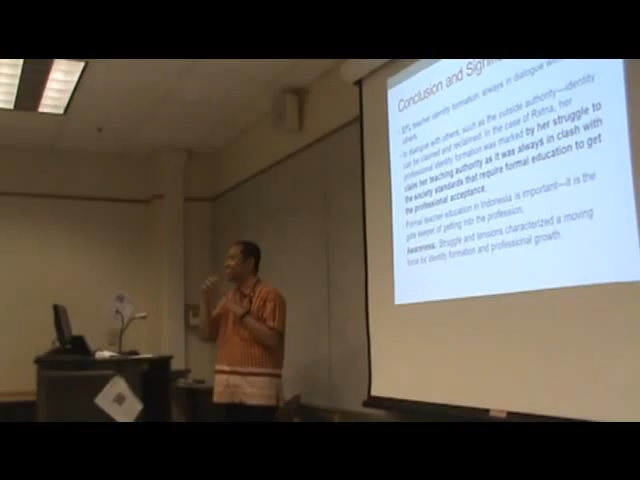 Conclusion and Signifi
EFL teacher identity formation: always in dialogue with
others.
In dialogue with others, such as the outside authority—identity
can be claimed and reclaimed. In the case of Ratna, her
professional identity formation was marked by her struggle to
claim her teaching authority as it was always in clash with
the society standards that require formal education to get
the professional acceptance.
Formal teacher education in Indonesia is important—it is the
gate keeper of getting into the profession.
Awareness: Struggle and tensions characterized a moving
force for identity formation and professional growth.